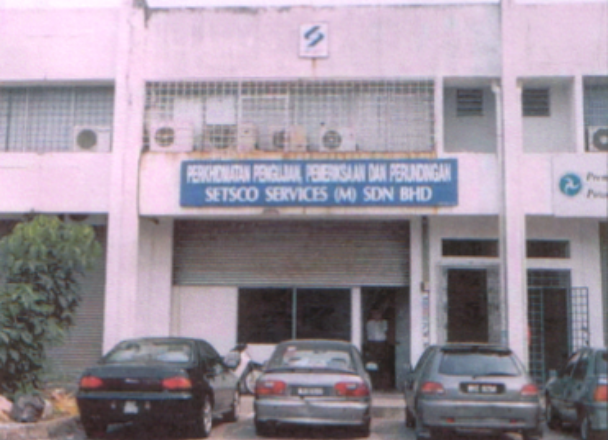 PERKHIDMATAN PENGUJIAN, PEMERIKSAAN DAN PERUNDINGAN
SETSCO SERVICES (M) SDN BHD